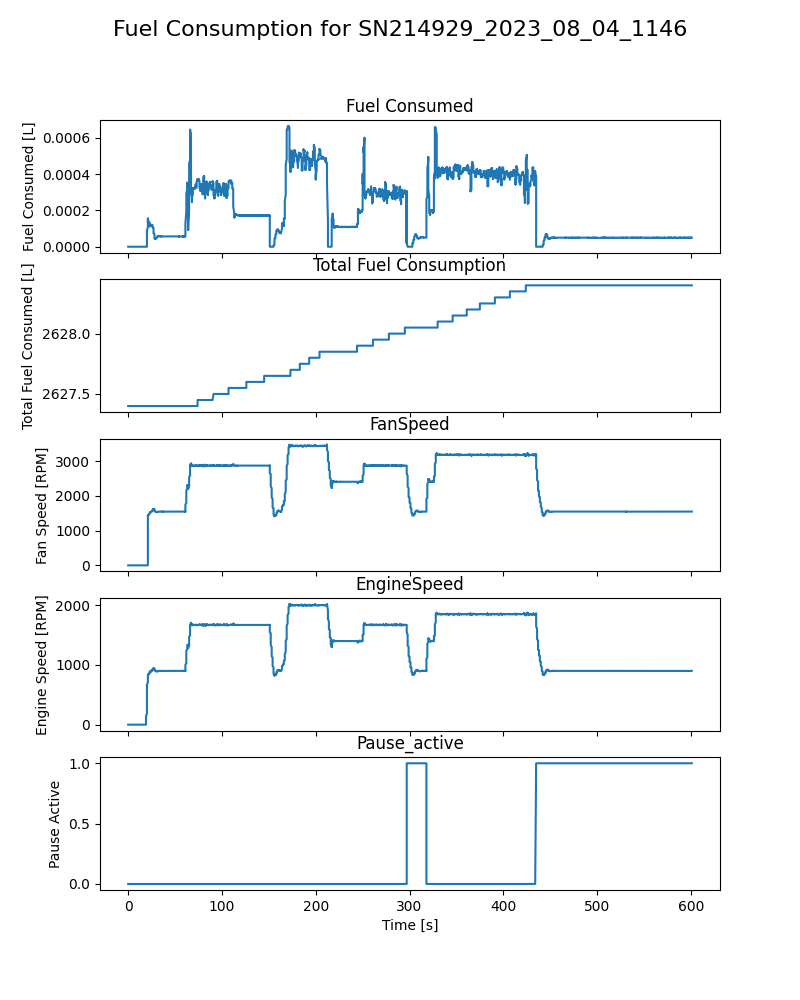 Fuel Consumption for SN214929_2023_08_04_1146
Fuel Consumed
Fuel Consumed [L]
0.0006
0.0004
0.0002
0.0000
Total Fuel Consumption
Total Fuel Consumed [L]
2628.0
2627.5
FanSpeed
Fan Speed [RPM]
3000
2000
1000
0
EngineSpeed
Engine Speed [RPM]
2000
1000
0
Pause_active
Pause Active
1.0
0.5
0.0
0 100 200 300 400 500 600
Time [s]